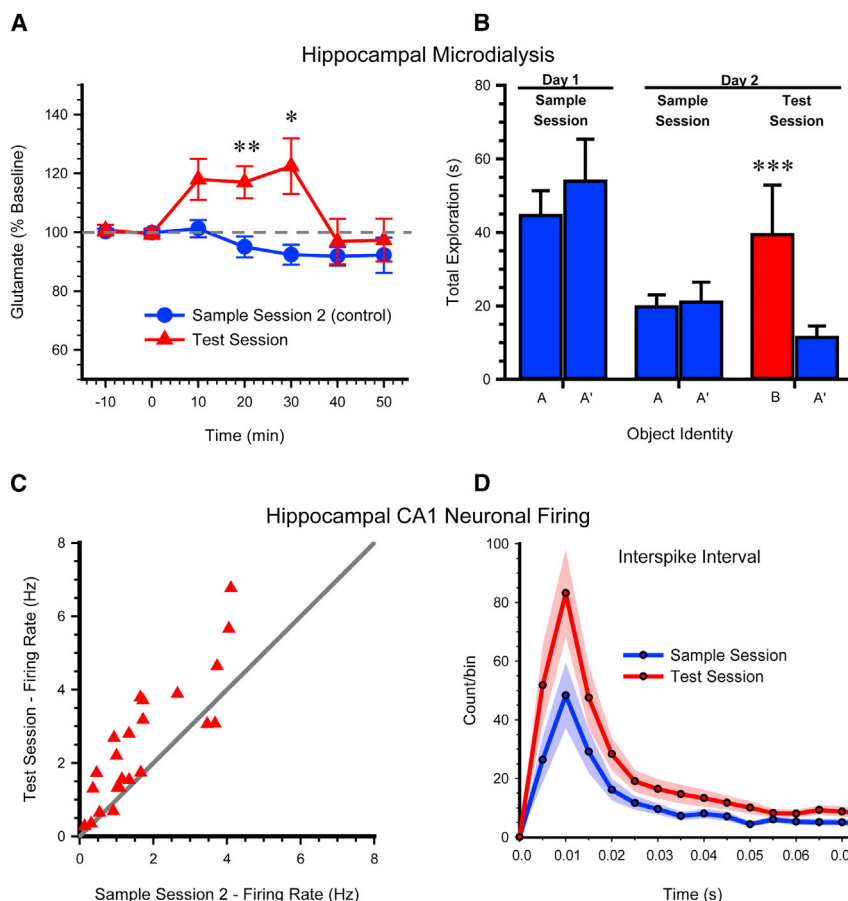 A
B
Hippocampal Microdialysis
140
120
100
80
60
Glutamate (% Baseline)
**
*
Sample Session 2 (control)
Test Session
-10 0 10 20 30 40 50
Time (min)
80
60
40
20
0
Total Exploration (s)
Day 1
Day 2
Sample
Session
Sample
Session
Test
Session
***
A A' A A' B A'
Object Identity
C
D
Hippocampal CA1 Neuronal Firing
8
6
4
2
0
Test Session - Firing Rate (Hz)
0 2 4 6 8
Sample Session 2 - Firing Rate (Hz)
100
80
60
40
20
0
Count/bin
Interspike Interval
Sample Session
Test Session
0.0 0.01 0.02 0.03 0.04 0.05 0.06 0.0
Time (s)